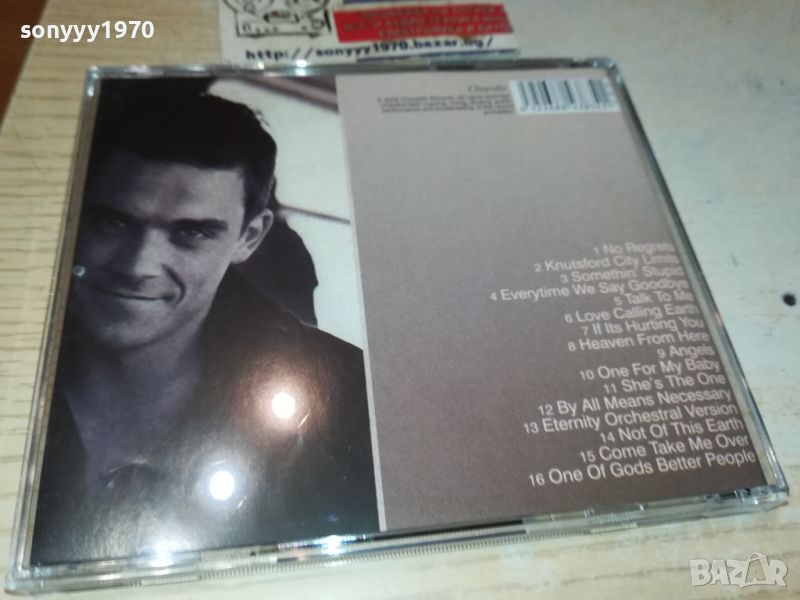 sonyyy1970
http://sonyyy1970.bazar.bg/
Chrysalis
1 No Regrets
2 Knutsford City Limits
3 Somethin' Stupid
4 Everytime We Say Goodbye
5 Talk To Me
6 Love Calling Earth
7 If Its Hurting You
8 Heaven From Here
9 Angels
10 One For My Baby
11 She's The One
12 By All Means Necessary
13 Eternity Orchestral Version
14 Not Of This Earth
15 Come Take Me Over
16 One Of Gods Better People
sonyyy1970
BAZAR